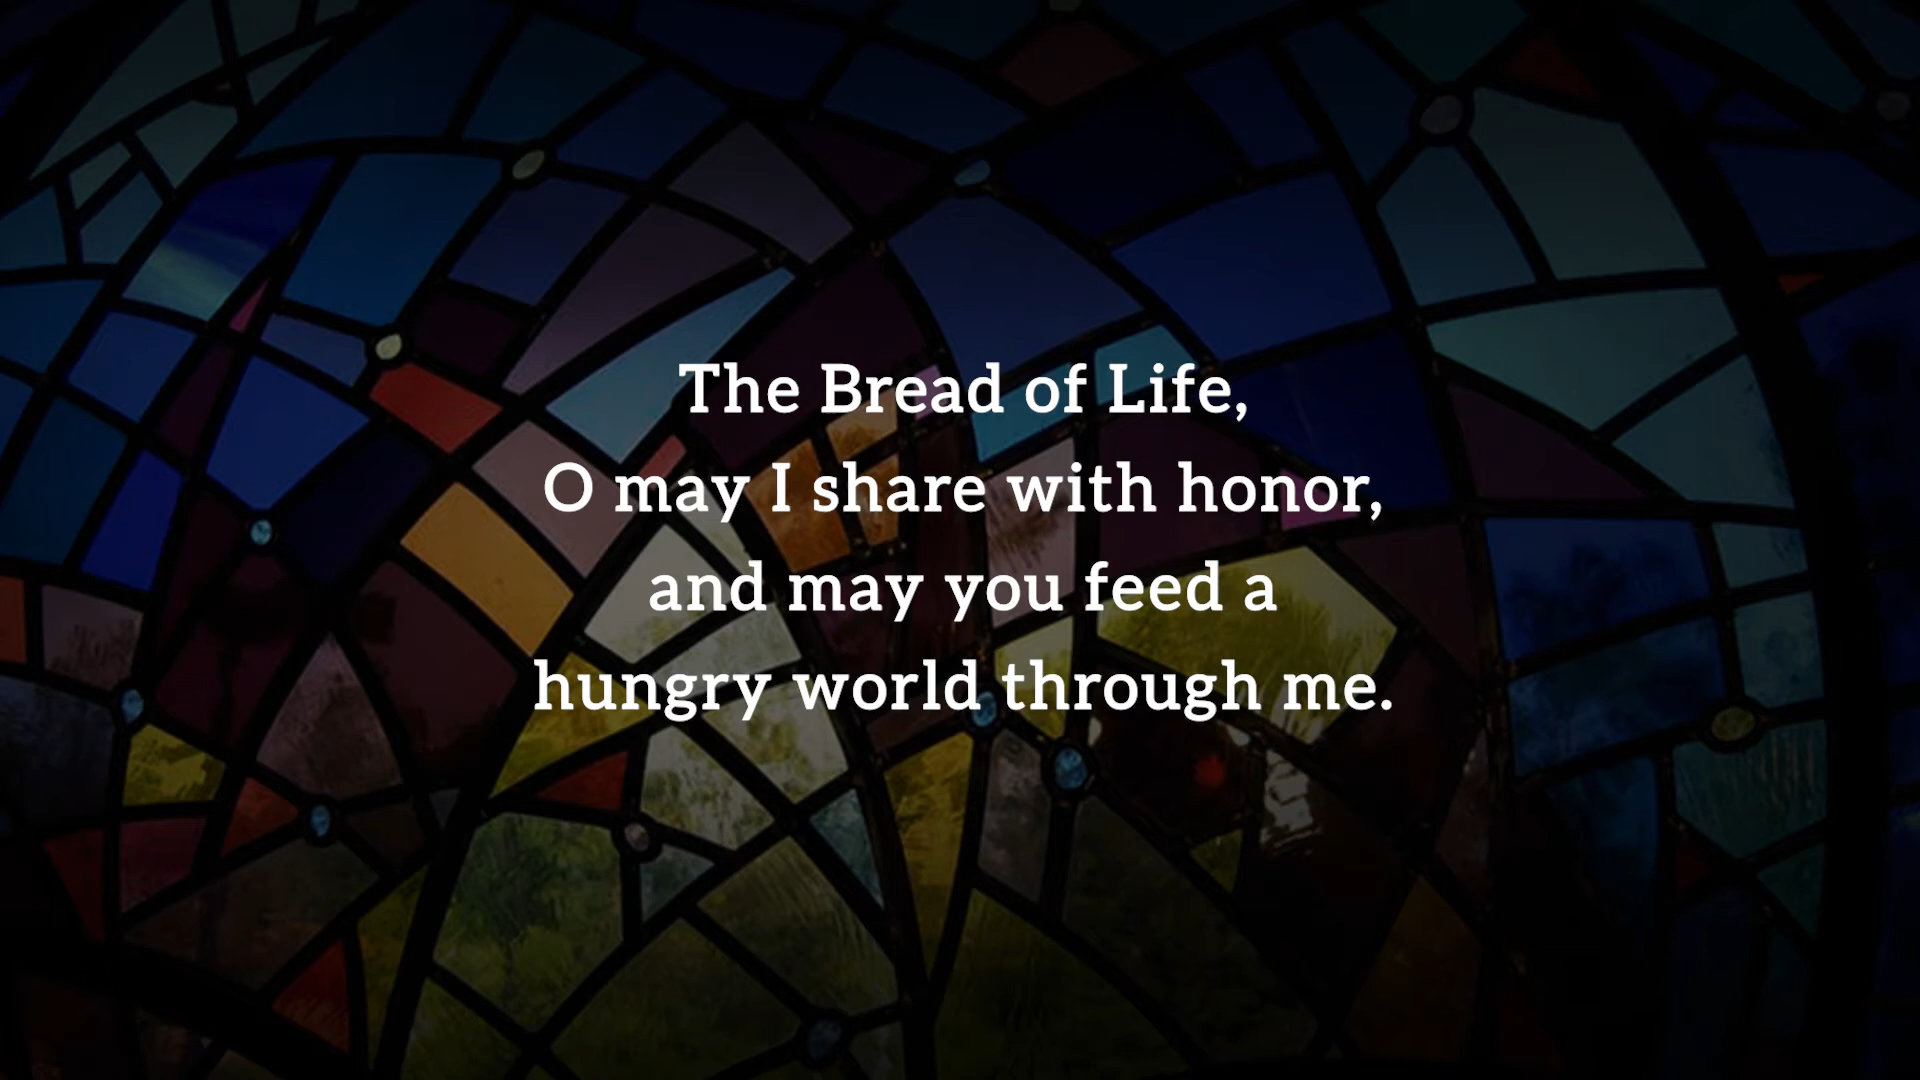 The Bread of Life,
O may I share with honor,
and may you feed a
hungry world through me.